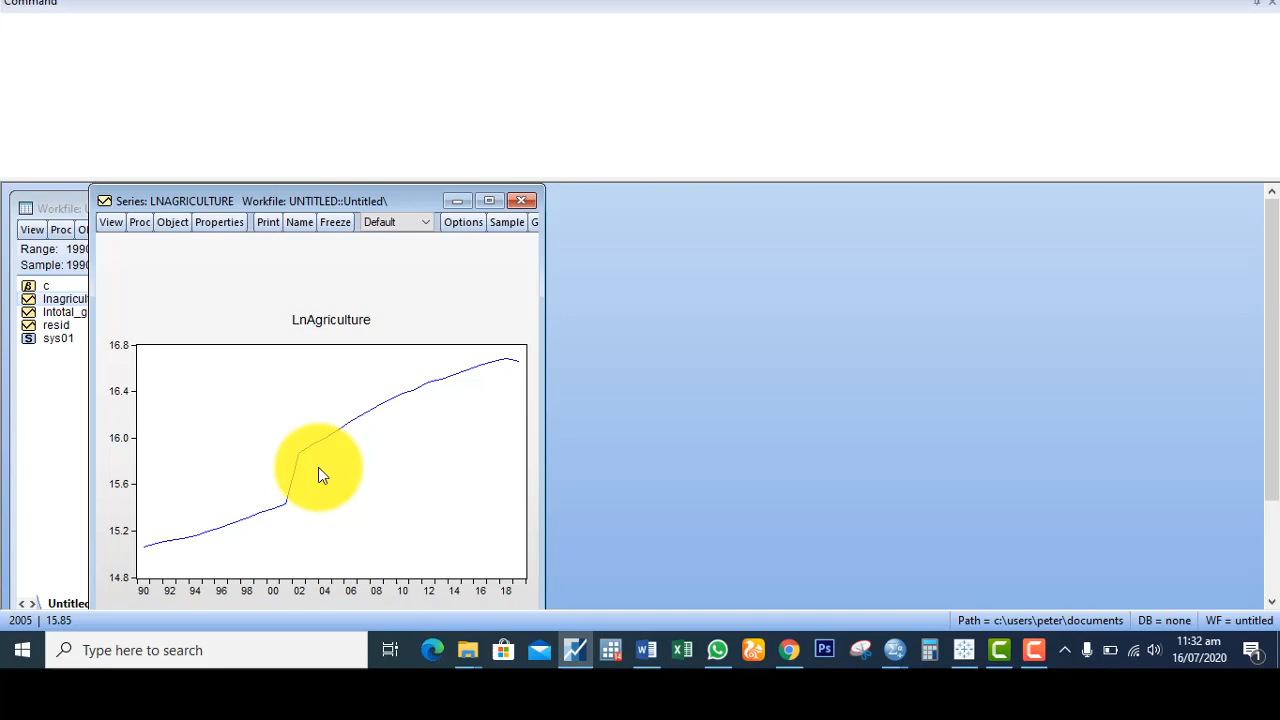 Command
Workfile: U
Series: LNAGRICULTURE Workfile: UNTITLED::Untitled\
View Proc Ob
View Proc Object Properties Print Name Freeze Default Options Sample G
Range: 1990
Sample: 1990
c
lnagricult
lntotal_g
resid
sys01
LnAgriculture
16.8
16.4
16.0
15.6
15.2
14.8
90 92 94 96 98 00 02 04 06 08 10 12 14 16 18
Untitled
2005 | 15.85
Path = c:\users\peter\documents DB = none WF = untitled
Type here to search
Ps
11:32 am
16/07/2020
1